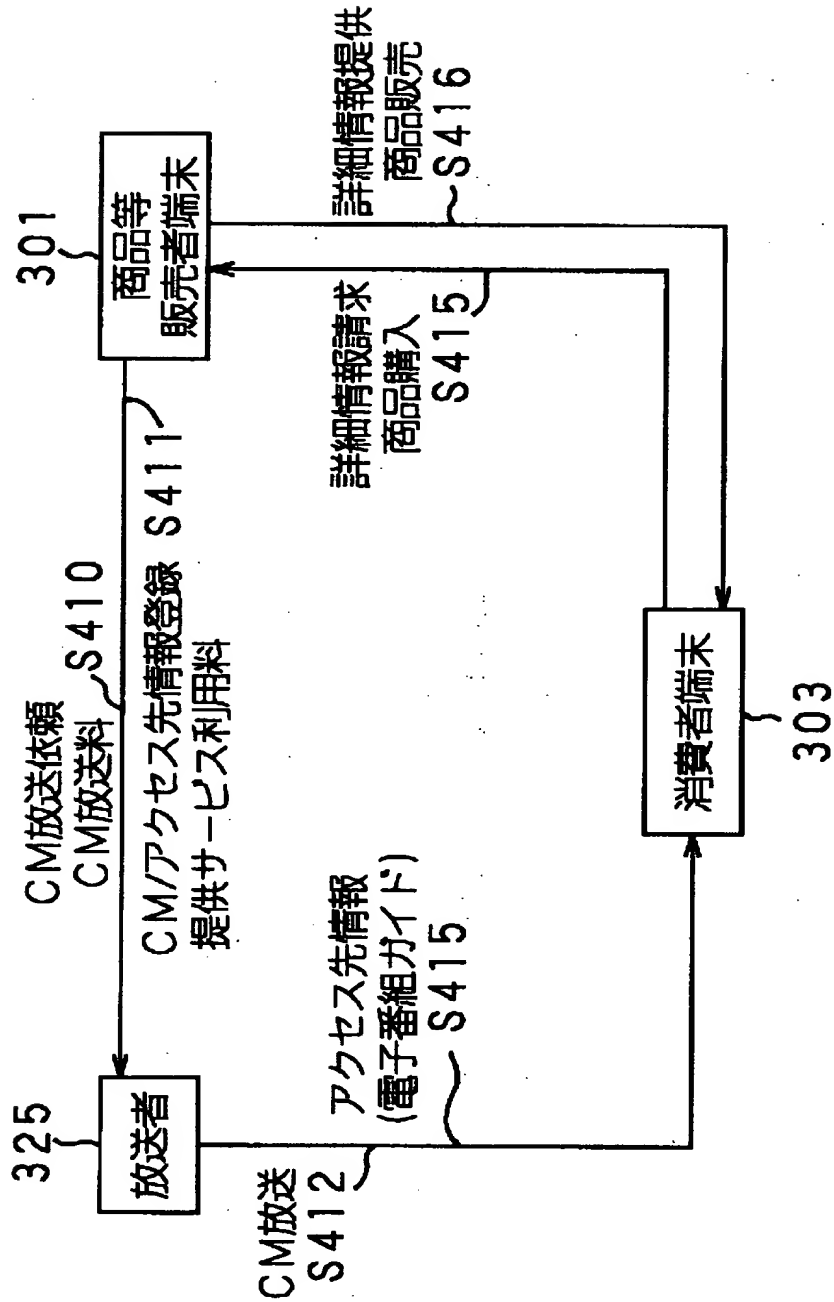 325
放送者
CM放送依頼
CM放送料
S410
CM/アクセス先情報登録 S411
提供サービス利用料
301
商品等
販売者端末
CM放送
S412
アクセス先情報
(電子番組ガイド)
S415
詳細情報請求
商品購入
S415
詳細情報提供
商品販売
S416
消費者端末
303